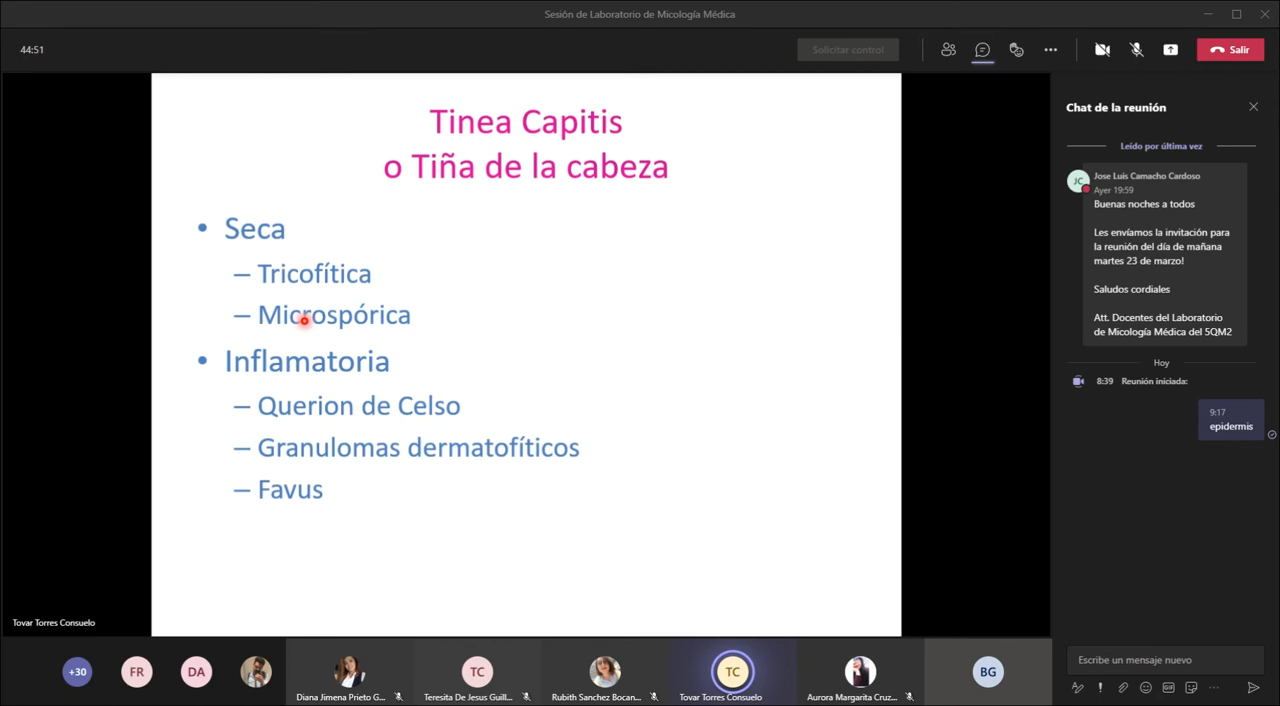 Sesión de Laboratorio de Micología Médica
44:51
Solicitar control
Salir
Tinea Capitis
o Tiña de la cabeza
• Seca
– Tricofítica
– Microspórica
• Inflamatoria
– Querion de Celso
– Granulomas dermatofíticos
– Favus
Tovar Torres Consuelo
Chat de la reunión
Leído por última vez
JC
Jose Luis Camacho Cardoso
Ayer 19:59
Buenas noches a todos
Les envíamos la invitación para
la reunión del día de mañana
martes 23 de marzo!
Saludos cordiales
Att. Docentes del Laboratorio
de Micología Médica del 5QM2
Hoy
8:39 Reunión iniciada:
9:17
epidermis
Escribe un mensaje nuevo
GIF
+30
FR
DA
Diana Jimena Prieto G...
TC
Teresita De Jesus Guill...
Rubith Sanchez Bocan...
TC
Tovar Torres Consuelo
Aurora Margarita Cruz...
BG